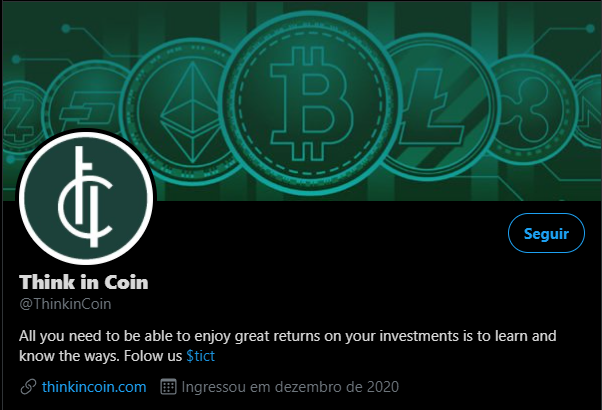 Seguir
Think in Coin
@ThinkinCoin
All you need to be able to enjoy great returns on your investments is to learn and
know the ways. Folow us $tict
thinkincoin.com Ingressou em dezembro de 2020